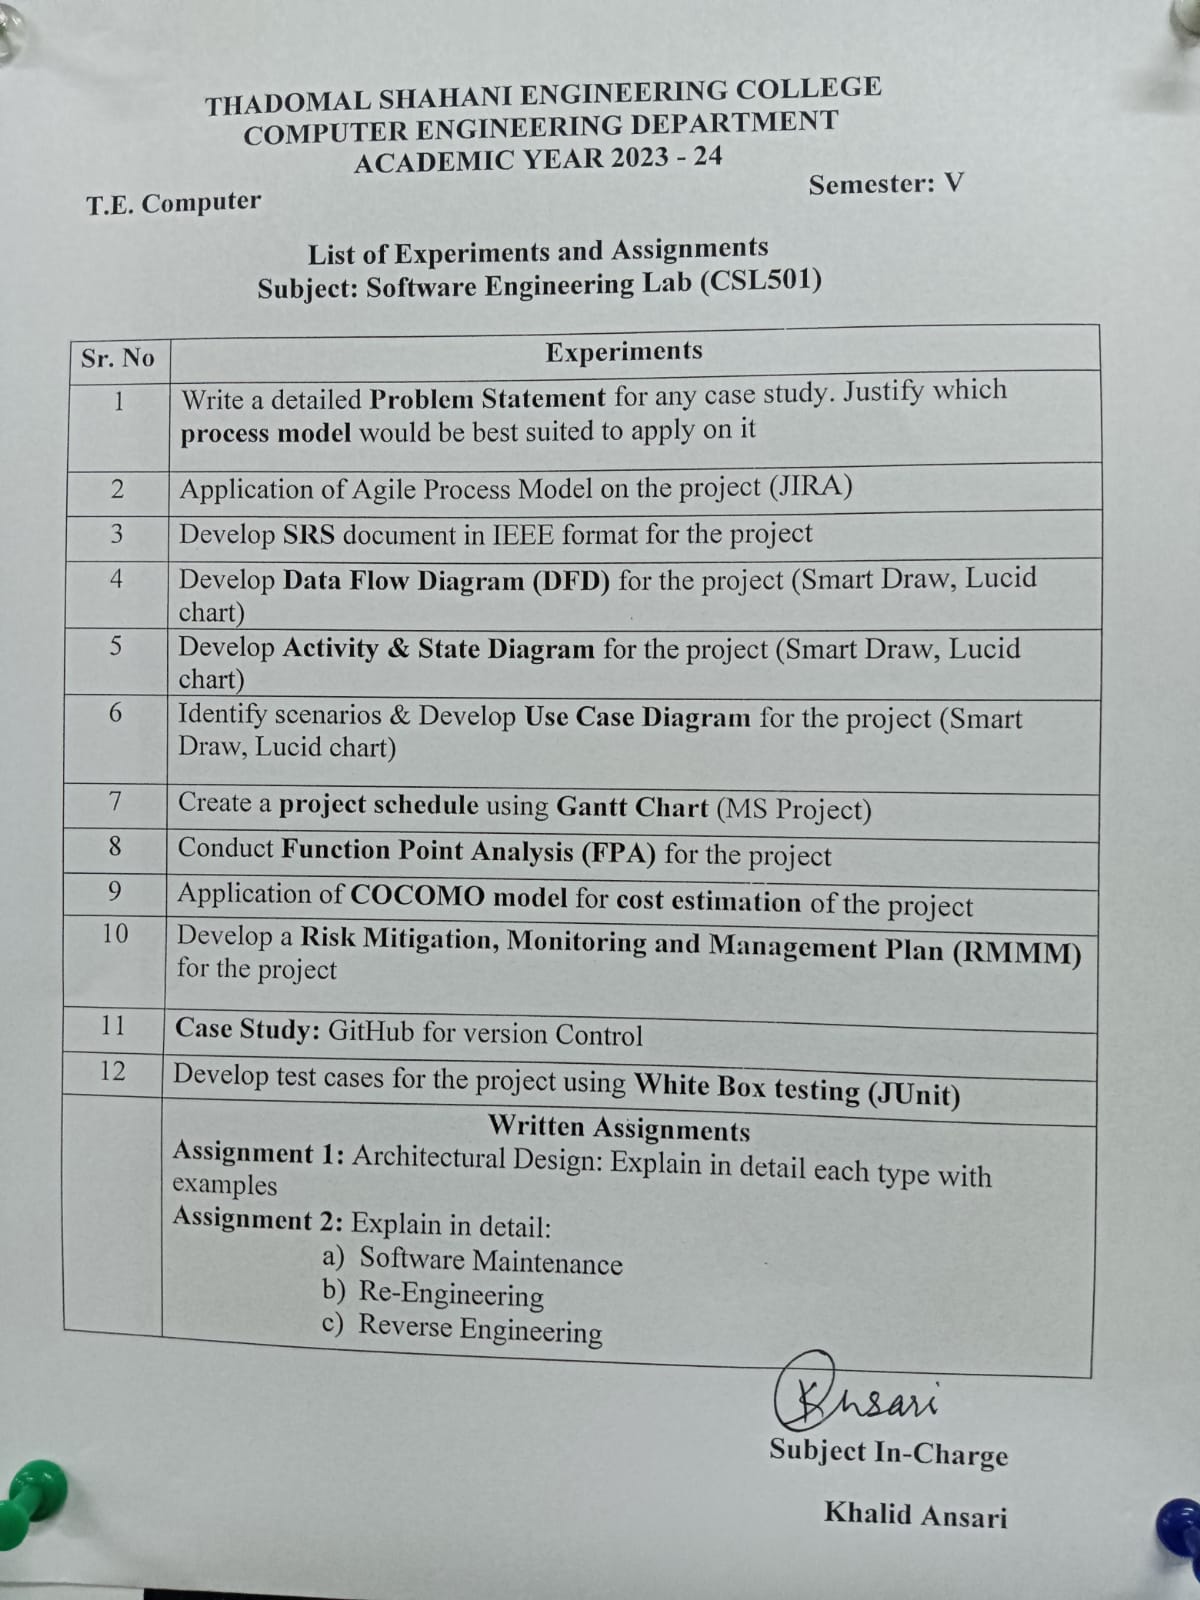 THADOMAL SHAHANI ENGINEERING COLLEGE
COMPUTER ENGINEERING DEPARTMENT
ACADEMIC YEAR 2023 - 24
T.E. Computer
Semester: V
List of Experiments and Assignments
Subject: Software Engineering Lab (CSL501)
Sr. No Experiments
1 Write a detailed Problem Statement for any case study. Justify which
process model would be best suited to apply on it
2 Application of Agile Process Model on the project (JIRA)
3 Develop SRS document in IEEE format for the project
4 Develop Data Flow Diagram (DFD) for the project (Smart Draw, Lucid
chart)
5 Develop Activity & State Diagram for the project (Smart Draw, Lucid
chart)
6 Identify scenarios & Develop Use Case Diagram for the project (Smart
Draw, Lucid chart)
7 Create a project schedule using Gantt Chart (MS Project)
8 Conduct Function Point Analysis (FPA) for the project
9 Application of COCOMO model for cost estimation of the project
10 Develop a Risk Mitigation, Monitoring and Management Plan (RMMM)
for the project
11 Case Study: GitHub for version Control
12 Develop test cases for the project using White Box testing (JUnit)
Written Assignments
Assignment 1: Architectural Design: Explain in detail each type with
examples
Assignment 2: Explain in detail:
a) Software Maintenance
b) Re-Engineering
c) Reverse Engineering
KAnsari
Subject In-Charge
Khalid Ansari